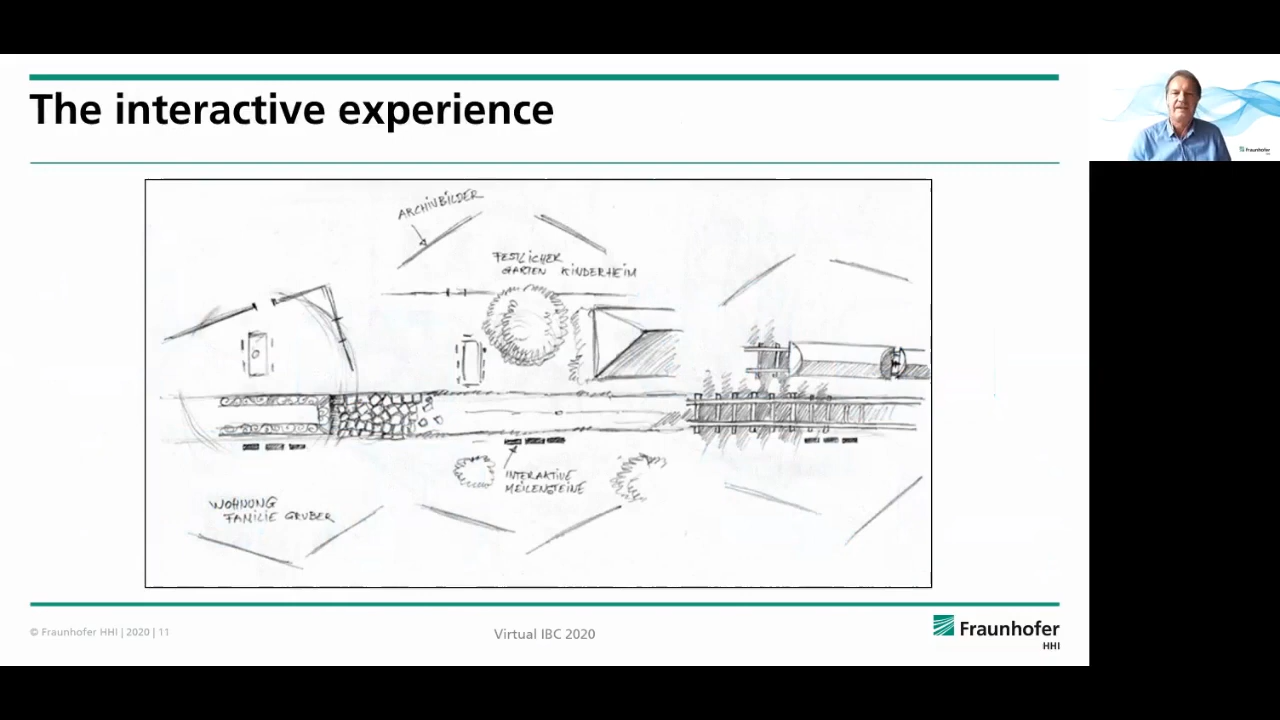 The interactive experience
ARCHIVBILDER
FESTLICHER
GARTEN KINDERHEIM
INTERAKTIVE
MEILENSTEINE
WOHNUNG
FAMILIE GRUBER
© Fraunhofer HHI | 2020 | 11
Virtual IBC 2020
Fraunhofer
HHI
Fraunhofer